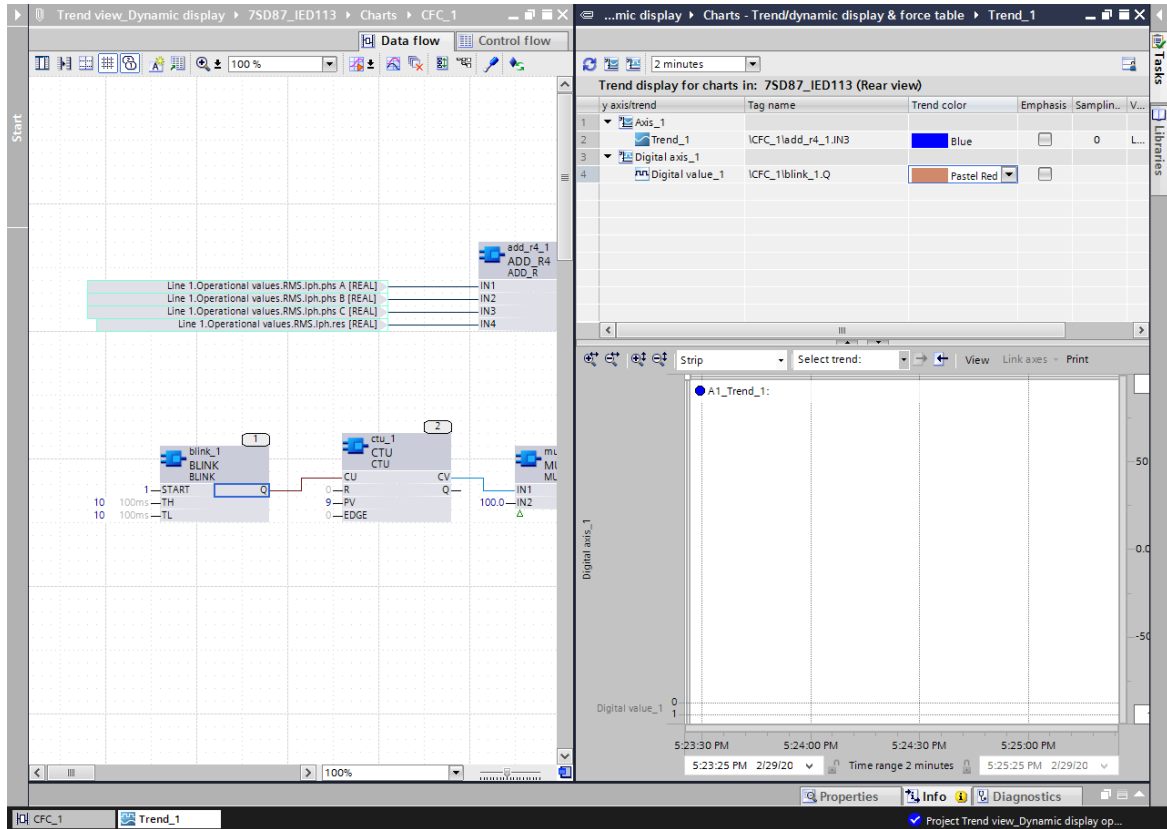 Trend view_Dynamic display ▸ 7SD87_IED113 ▸ Charts ▸ CFC_1
Data flow
Control flow
100 %
Start
add_r4_1
ADD_R4
ADD_R
Line 1.Operational values.RMS.Iph.phs A [REAL]
IN1
Line 1.Operational values.RMS.Iph.phs B [REAL]
IN2
Line 1.Operational values.RMS.Iph.phs C [REAL]
IN3
Line 1.Operational values.RMS.Iph.res [REAL]
IN4
1
blink_1
BLINK
BLINK
1 START Q
10 100ms TH
10 100ms TL
2
ctu_1
CTU
CTU
CU CV
0 R Q
9 PV
0 EDGE
mu
MU
MU
IN1
100.0 IN2
100%
...mic display ▸ Charts - Trend/dynamic display & force table ▸ Trend_1
2 minutes
Trend display for charts in: 7SD87_IED113 (Rear view)
y axis/trend Tag name Trend color Emphasis Samplin.. V...
1 Axis_1
2 Trend_1 \CFC_1\add_r4_1.IN3 Blue 0 L...
3 Digital axis_1
4 Digital value_1 \CFC_1\blink_1.Q Pastel Red
Strip
Select trend:
View
Link axes
Print
A1_Trend_1:
Digital axis_1
-50
0.0
-50
Digital value_1
0
1
5:23:30 PM 5:24:00 PM 5:24:30 PM 5:25:00 PM
5:23:25 PM 2/29/20
Time range 2 minutes
5:25:25 PM 2/29/20
Tasks
Libraries
Properties
Info
Diagnostics
CFC_1
Trend_1
Project Trend view_Dynamic display op...